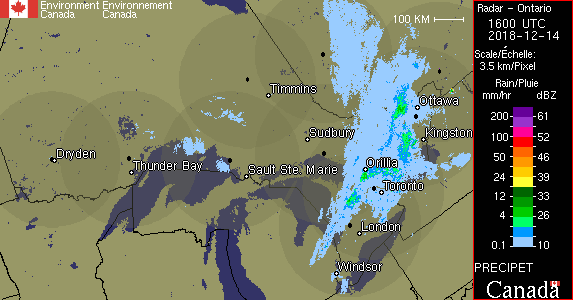 Environment Environnement
Canada Canada
100 KM
Timmins
Ottawa
Sudbury
Kingston
Dryden
Thunder Bay
Sault Ste. Marie
Orillia
Toronto
London
Windsor
Radar - Ontario
1600 UTC
2018-12-14
Scale/Échelle:
3.5 km/Pixel
Rain/Pluie
mm/hr dBZ
200 61
100 52
50 46
24 39
12 33
4 26
0.1 10
PRECIPET
Canada